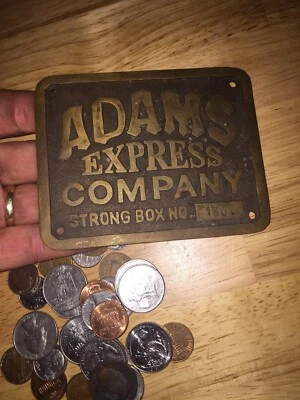 ADAMS
EXPRESS
COMPANY
STRONG BOX NO.